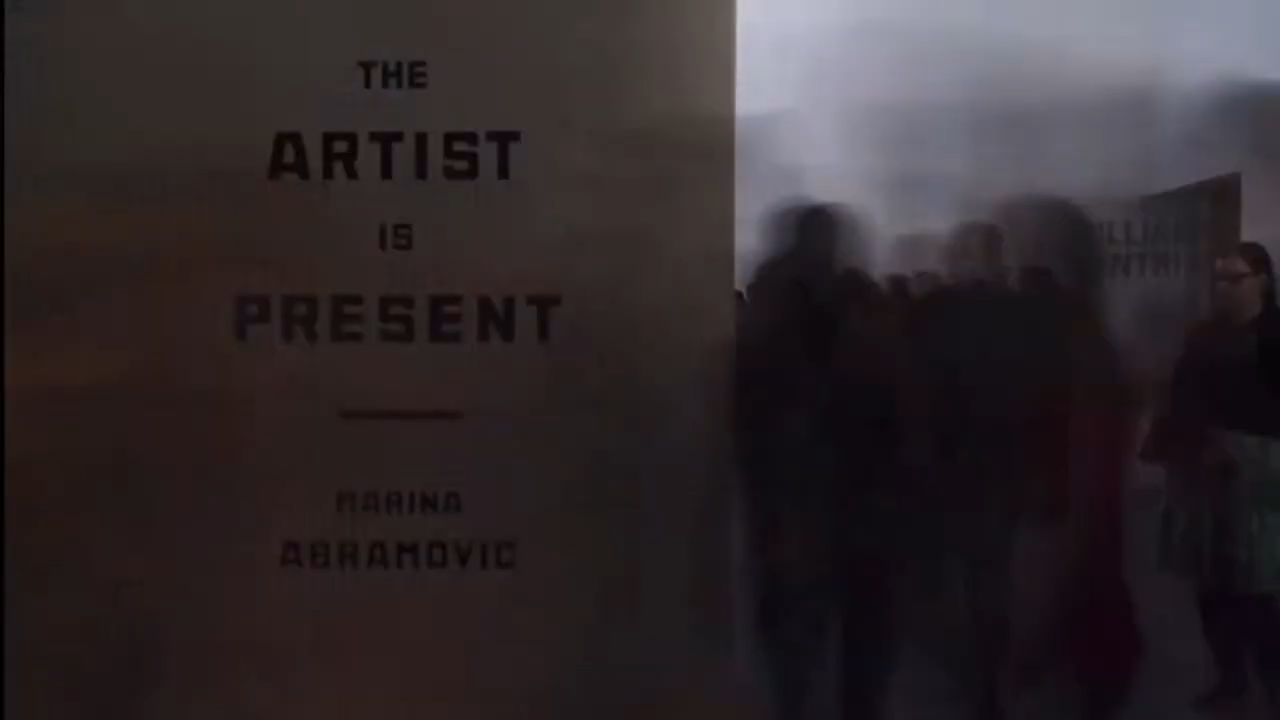 THE
ARTIST
IS
PRESENT
MARINA
ABRAMOVIC